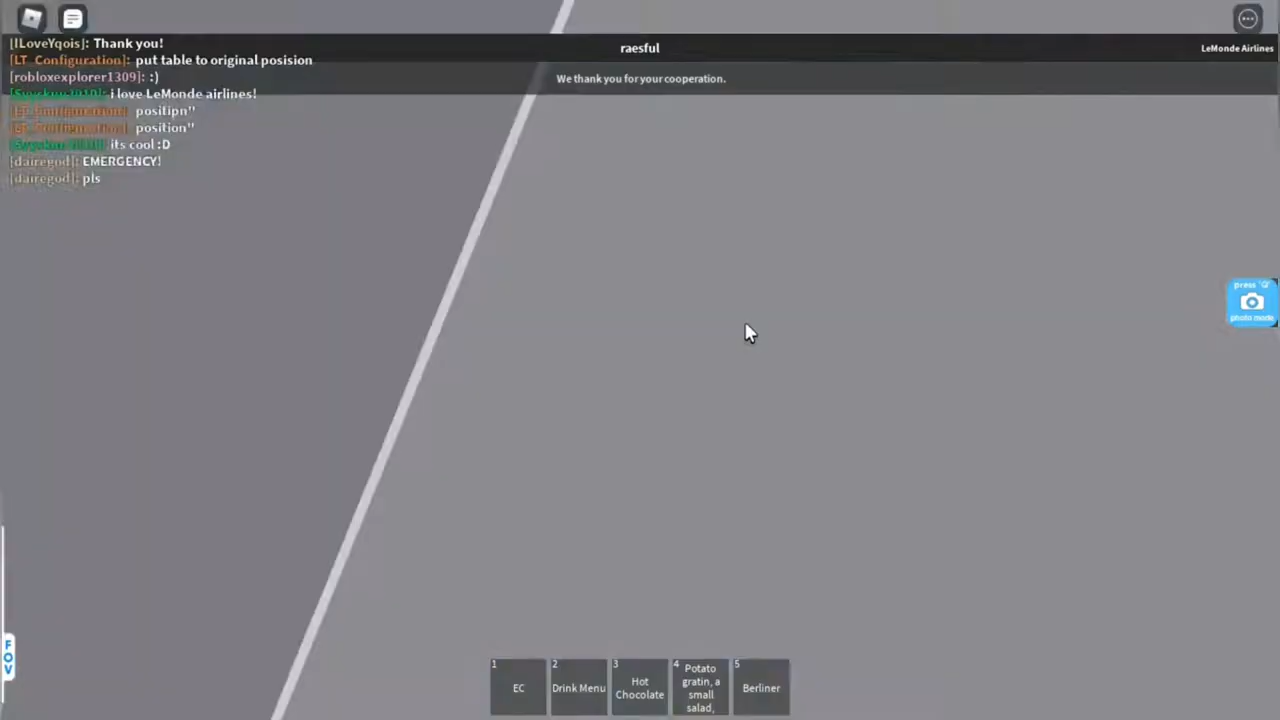 [ILoveYqois]: Thank you!
[LT_Configuration]: put table to original posision
[robloxexplorer1309]: :)
i love LeMonde airlines!
[LT_Configuration]: positipn"
[LT_Configuration]: position"
its cool :D
[dairegod]: EMERGENCY!
[dairegod]: pls
raesful
LeMonde Airlines
We thank you for your cooperation.
press
photo mode
F
O
V
1
EC
2
Drink Menu
3
Hot
Chocolate
4
Potato
gratin, a
small
salad,
5
Berliner